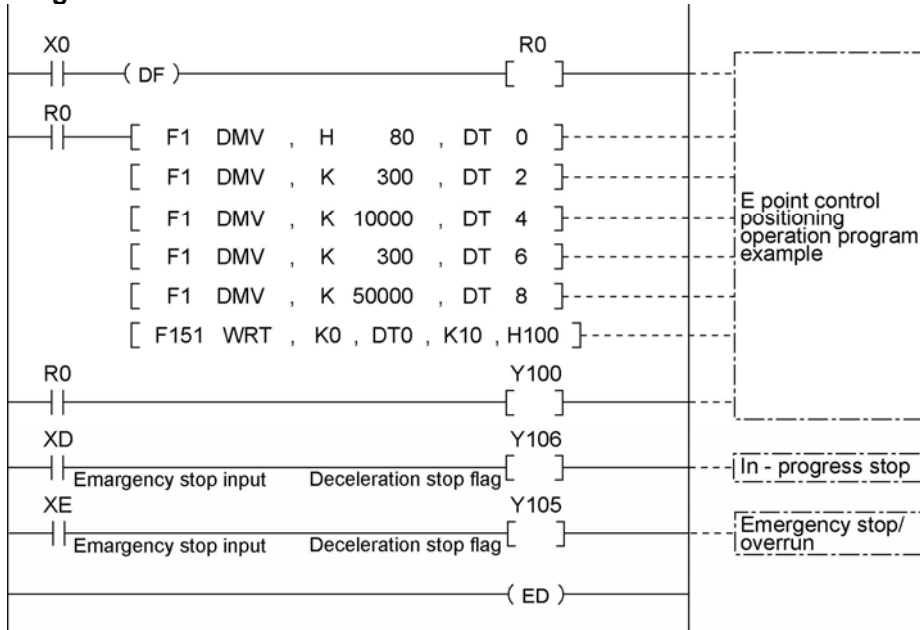 X0 R0
( DF ) [ ]
R0
[ F1 DMV , H 80 , DT 0 ]
[ F1 DMV , K 300 , DT 2 ]
[ F1 DMV , K 10000 , DT 4 ]
[ F1 DMV , K 300 , DT 6 ]
[ F1 DMV , K 50000 , DT 8 ]
[ F151 WRT , K0 , DT0 , K10 , H100 ]
E point control
positioning
operation program
example
R0 Y100
[ ]
XD Y106
Emargency stop input Deceleration stop flag [ ]
In - progress stop
XE Y105
Emargency stop input Deceleration stop flag [ ]
Emergency stop/
overrun
( ED )